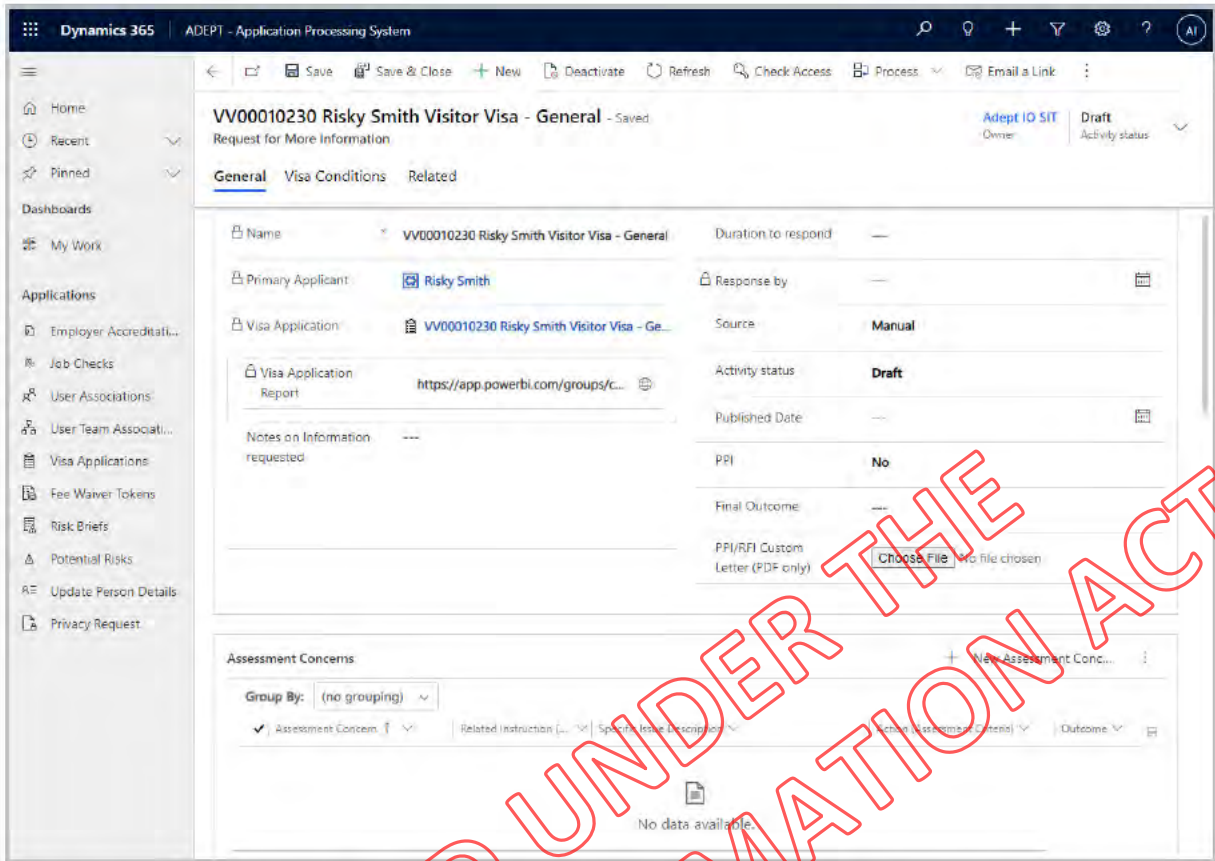 Dynamics 365 ADEPT - Application Processing System ? AI
Save Save & Close New Deactivate Refresh Check Access Process Email a Link
Home
Recent
Pinned
Dashboards
My Work
Applications
Employer Accreditati...
Job Checks
User Associations
User Team Associati...
Visa Applications
Fee Waiver Tokens
Risk Briefs
Potential Risks
Update Person Details
Privacy Request
VV00010230 Risky Smith Visitor Visa - General - Saved
Request for More Information
Adept IO SIT
Owner
Draft
Activity status
General Visa Conditions Related
Name * VV00010230 Risky Smith Visitor Visa - General
Primary Applicant Risky Smith
Visa Application VV00010230 Risky Smith Visitor Visa - Ge...
Visa Application
Report
https://app.powerbi.com/groups/c...
Notes on Information
requested
---
Duration to respond ---
Response by ---
Source Manual
Activity status Draft
Published Date ---
PPI No
Final Outcome ---
PPI/RFI Custom
Letter (PDF only)
Choose File No file chosen
Assessment Concerns
New Assessment Conc...
Group By: (no grouping)
Assessment Concern ↑ Related Instruction (... Specific Issue Description Action (Assessment Criteria) Outcome
No data available.
UNDER THE
MATION ACT